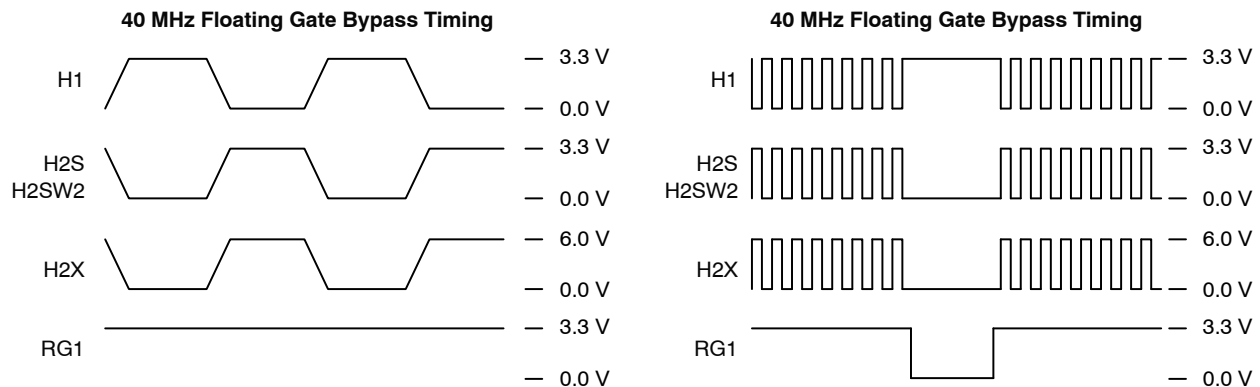 40 MHz Floating Gate Bypass Timing
H1
3.3 V
0.0 V
H2S
H2SW2
3.3 V
0.0 V
H2X
6.0 V
0.0 V
RG1
3.3 V
0.0 V
40 MHz Floating Gate Bypass Timing
H1
3.3 V
0.0 V
H2S
H2SW2
3.3 V
0.0 V
H2X
6.0 V
0.0 V
RG1
3.3 V
0.0 V